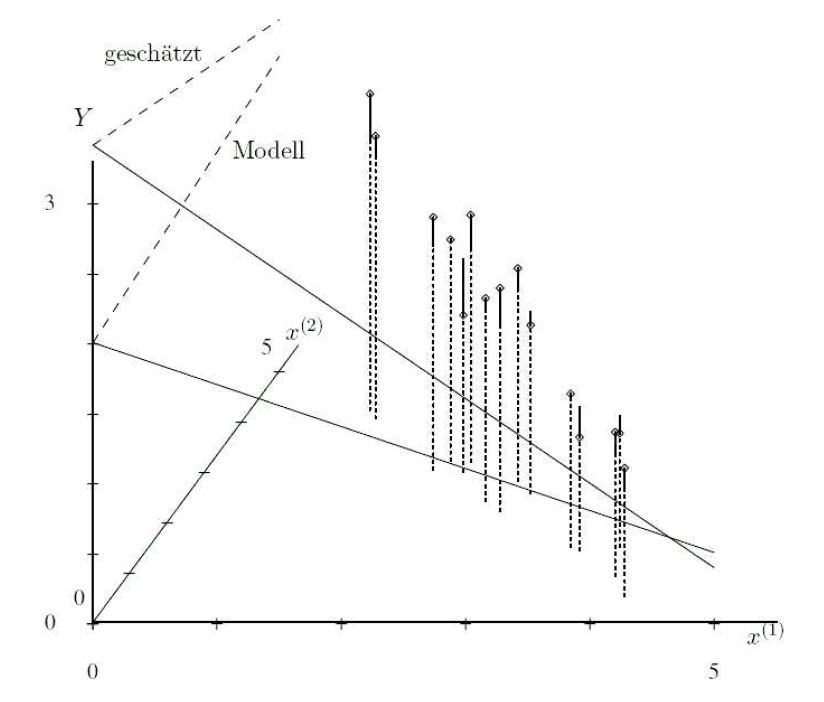 geschätzt
Y
Modell
3
5 x^(2)
0
0
x^(1)
0 5